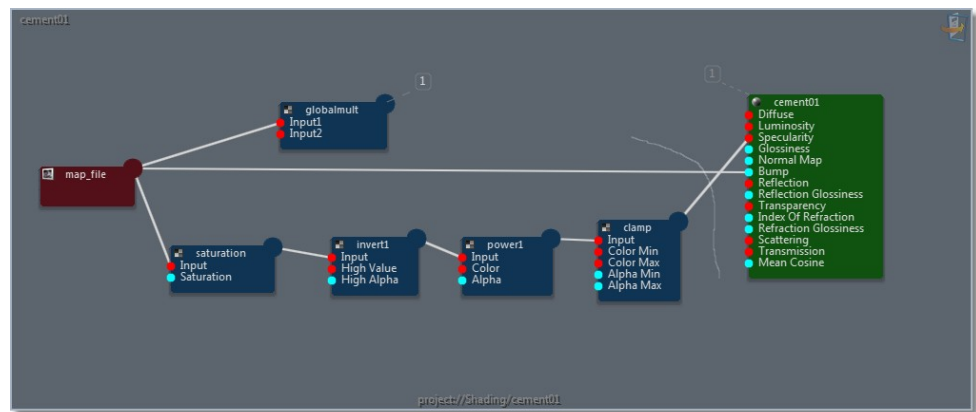 cement01
1
1
globalmult
Input1
Input2
map_file
saturation
Input
Saturation
invert1
Input
High Value
High Alpha
power1
Input
Color
Alpha
clamp
Input
Color Min
Color Max
Alpha Min
Alpha Max
cement01
Diffuse
Luminosity
Specularity
Glossiness
Normal Map
Bump
Reflection
Reflection Glossiness
Transparency
Index Of Refraction
Refraction Glossiness
Scattering
Transmission
Mean Cosine
project://Shading/cement01